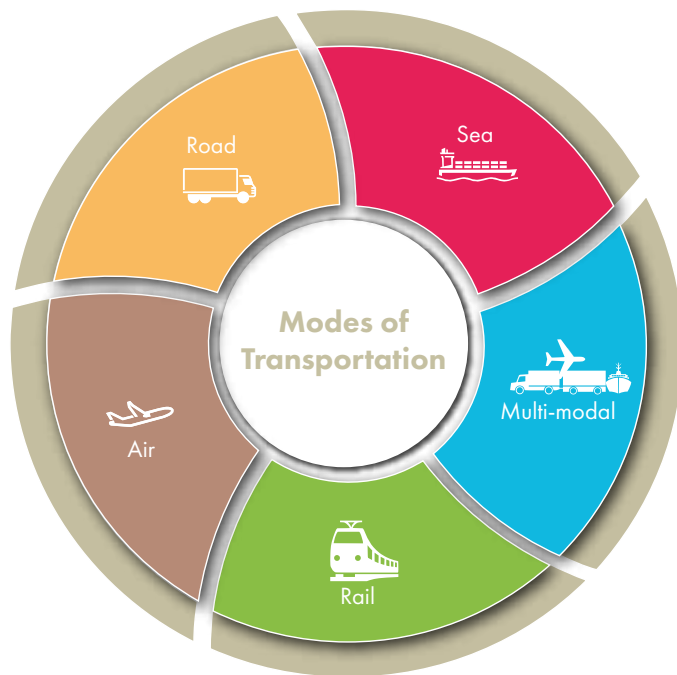 Road
Sea
Modes of
Transportation
Multi-modal
Air
Rail